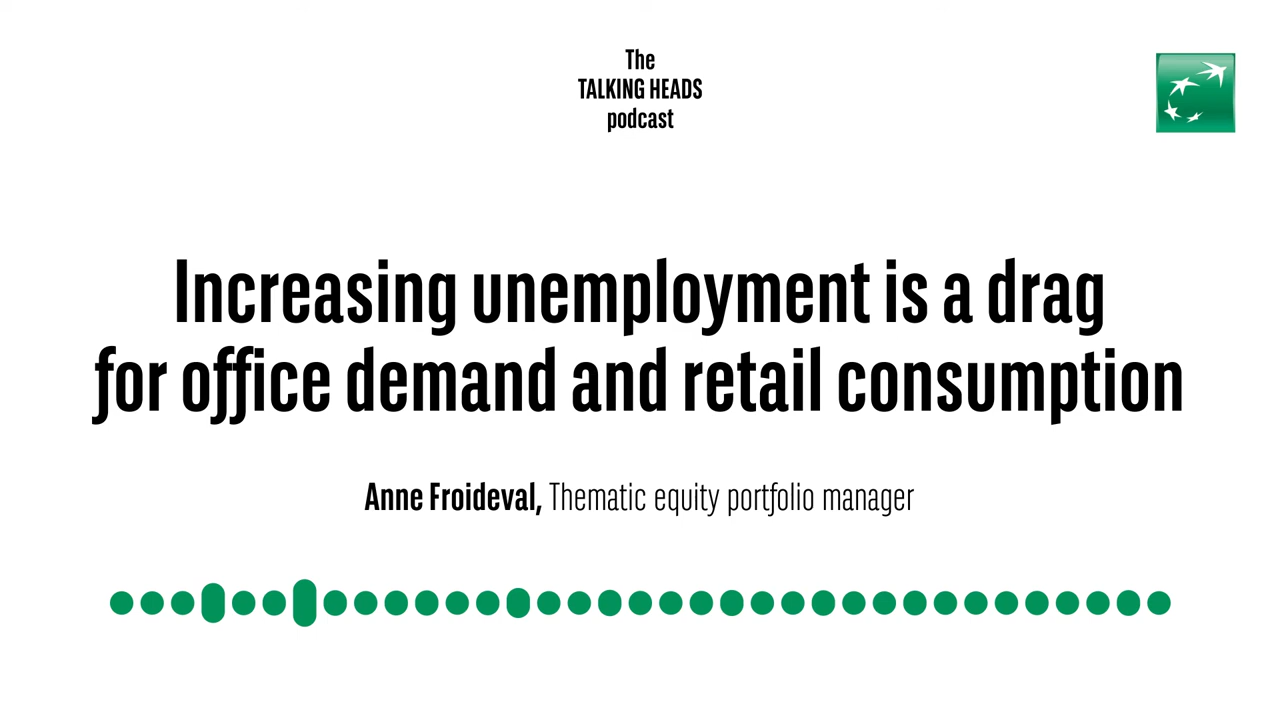 The
TALKING HEADS
podcast
Increasing unemployment is a drag
for office demand and retail consumption
Anne Froideval, Thematic equity portfolio manager